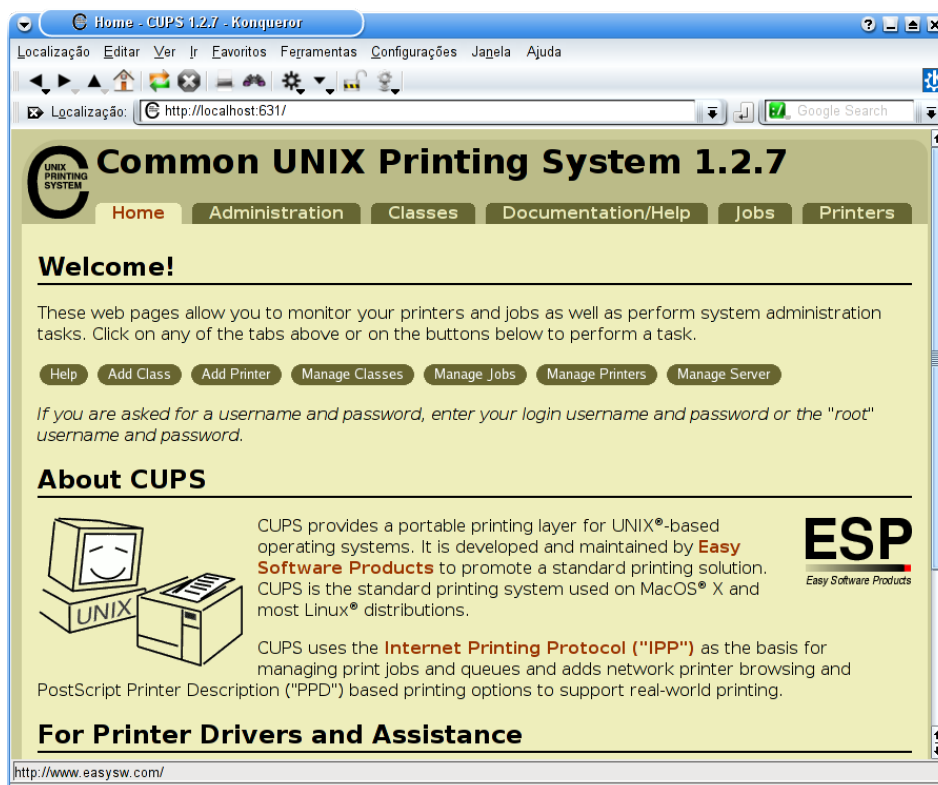 Home - CUPS 1.2.7 - Konqueror
Localização Editar Ver Ir Favoritos Ferramentas Configurações Janela Ajuda
Localização: http://localhost:631/ Google Search
UNIX PRINTING SYSTEM
Common UNIX Printing System 1.2.7
Home Administration Classes Documentation/Help Jobs Printers
Welcome!
These web pages allow you to monitor your printers and jobs as well as perform system administration
tasks. Click on any of the tabs above or on the buttons below to perform a task.
Help Add Class Add Printer Manage Classes Manage Jobs Manage Printers Manage Server
If you are asked for a username and password, enter your login username and password or the "root"
username and password.
About CUPS
UNIX
CUPS provides a portable printing layer for UNIX®-based
operating systems. It is developed and maintained by Easy
Software Products to promote a standard printing solution.
CUPS is the standard printing system used on MacOS® X and
most Linux® distributions.
ESP
Easy Software Products
CUPS uses the Internet Printing Protocol ("IPP") as the basis for
managing print jobs and queues and adds network printer browsing and
PostScript Printer Description ("PPD") based printing options to support real-world printing.
For Printer Drivers and Assistance
http://www.easysw.com/